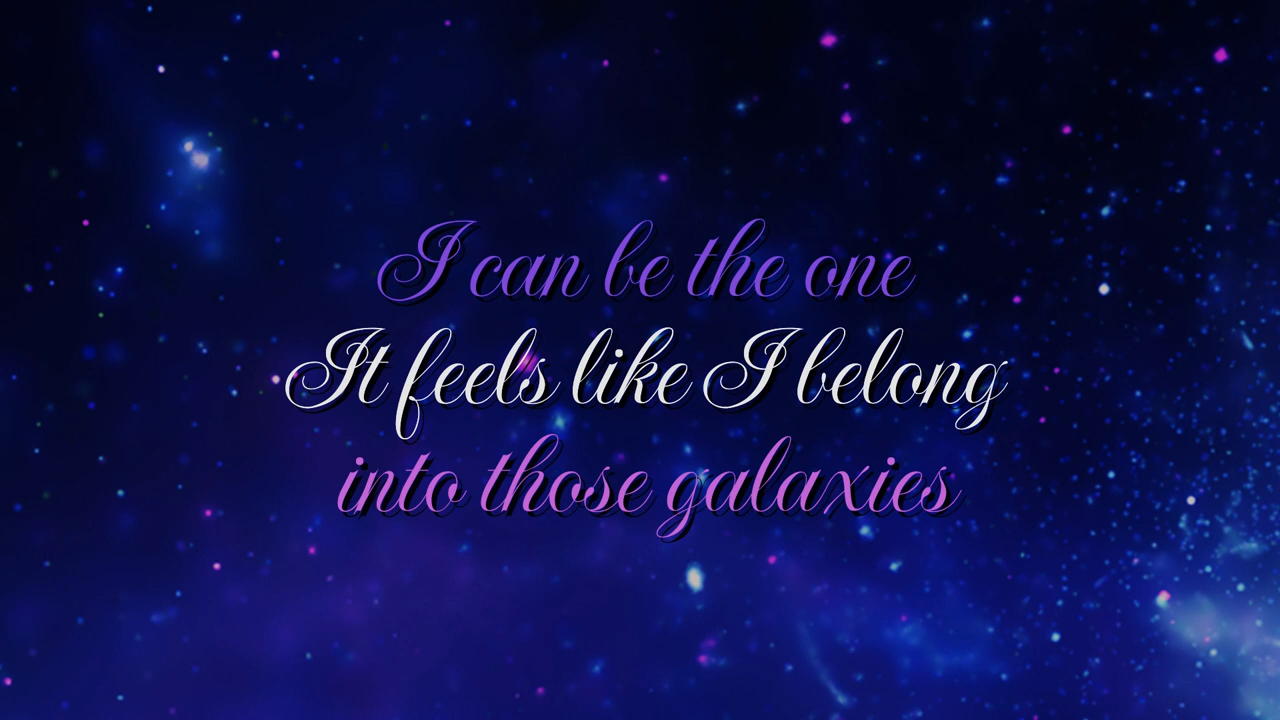 I can be the one
It feels like I belong
into those galaxies